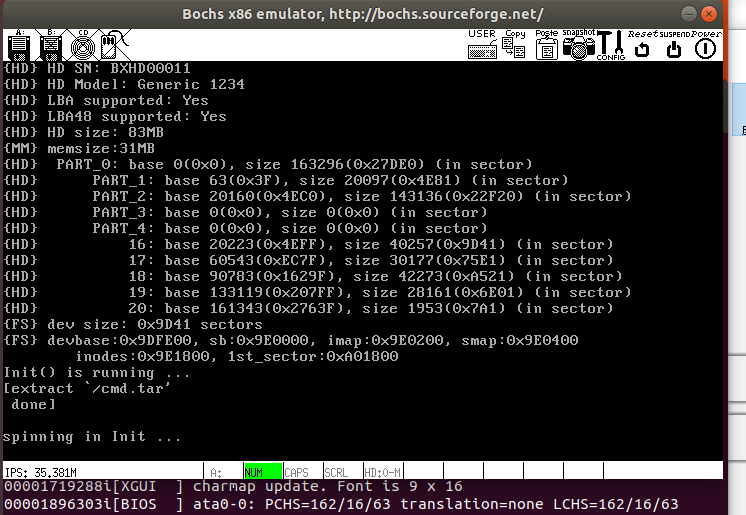 Bochs x86 emulator, http://bochs.sourceforge.net/
A: B: CD USER Copy Paste snapshot CONFIG Reset SUSPEND Power
{HD} HD SN: BXHD00011
{HD} HD Model: Generic 1234
{HD} LBA supported: Yes
{HD} LBA48 supported: Yes
{HD} HD size: 83MB
{MM} memsize:31MB
{HD} PART_0: base 0(0x0), size 163296(0x27DE0) (in sector)
{HD} PART_1: base 63(0x3F), size 20097(0x4E81) (in sector)
{HD} PART_2: base 20160(0x4EC0), size 143136(0x22F20) (in sector)
{HD} PART_3: base 0(0x0), size 0(0x0) (in sector)
{HD} PART_4: base 0(0x0), size 0(0x0) (in sector)
{HD} 16: base 20223(0x4EFF), size 40257(0x9D41) (in sector)
{HD} 17: base 60543(0xEC7F), size 30177(0x75E1) (in sector)
{HD} 18: base 90783(0x1629F), size 42273(0xA521) (in sector)
{HD} 19: base 133119(0x207FF), size 28161(0x6E01) (in sector)
{HD} 20: base 161343(0x2763F), size 1953(0x7A1) (in sector)
{FS} dev size: 0x9D41 sectors
{FS} devbase:0x9DFE00, sb:0x9E0000, imap:0x9E0200, smap:0x9E0400
inodes:0x9E1800, 1st_sector:0xA01800
Init() is running ...
[extract `/cmd.tar'
done]
spinning in Init ...
IPS: 35.381M A: NUM CAPS SCRL HD:0-M
00001719288i[XGUI ] charmap update. Font is 9 x 16
00001896303i[BIOS ] ata0-0: PCHS=162/16/63 translation=none LCHS=162/16/63